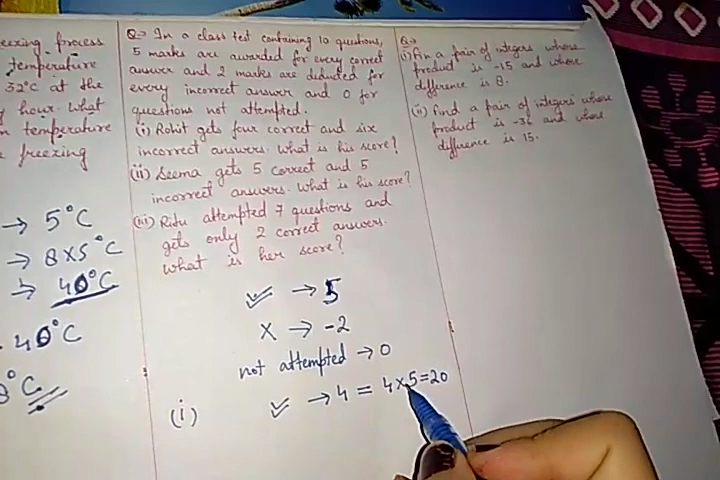 eezing process
temperature
32°C at the
hour. What
temperature
freezing
→ 5°C
→ 8×5°C
→ 40°C
40°C
°C
Q→ In a class test containing 10 questions,
5 marks are awarded for every correct
answer and 2 marks are deducted for
every incorrect answer and 0 for
questions not attempted.
(i) Rohit gets four correct and six
incorrect answers. What is his score?
(ii) Seema gets 5 correct and 5
incorrect answers. What is his score?
(iii) Ritu attempted 7 questions and
gets only 2 correct answers.
What is her score?
✓ → 5
× → -2
not attempted → 0
(i) ✓ → 4 = 4×5=20
Q→
(i) Fin a pair of integers whose
product is -15 and whose
difference is 8.
(ii) Find a pair of integers whose
product is -36 and whose
difference is 15.